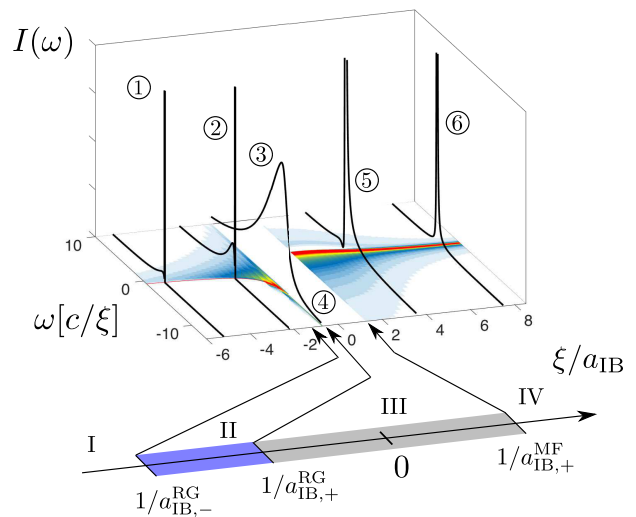 I(ω)
①
②
③
④
⑤
⑥
10
0
-10
ω[c/ξ]
-6
-4
-2
0
2
4
6
8
ξ/a_IB
I
II
III
IV
0
1/a^RG_IB,−
1/a^RG_IB,+
1/a^MF_IB,+